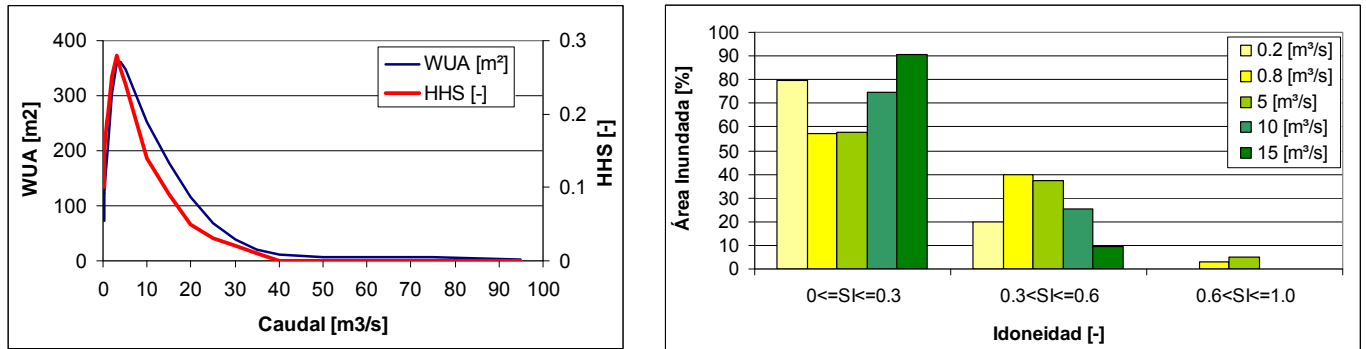 400
300
200
100
0
WUA [m2]
0.3
0.2
0.1
0
HHS [-]
WUA [m²]
HHS [-]
0 10 20 30 40 50 60 70 80 90 100
Caudal [m3/s]
100
90
80
70
60
50
40
30
20
10
0
Área Inundada [%]
0.2 [m³/s]
0.8 [m³/s]
5 [m³/s]
10 [m³/s]
15 [m³/s]
0<=SI<=0.3 0.3<SI<=0.6 0.6<SI<=1.0
Idoneidad [-]